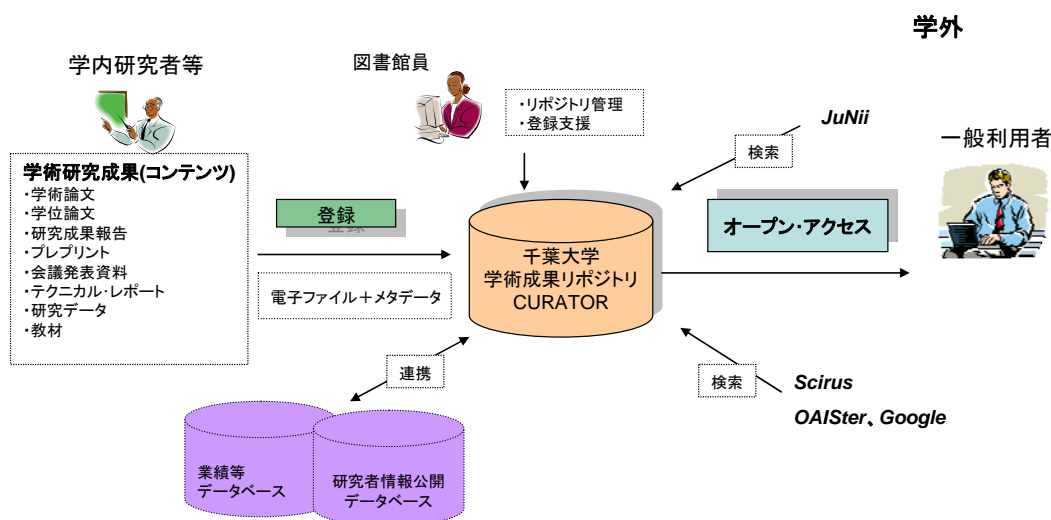 学外
学内研究者等
図書館員
・リポジトリ管理
・登録支援
JuNii
検索
一般利用者
学術研究成果(コンテンツ)
・学術論文
・学位論文
・研究成果報告
・プレプリント
・会議発表資料
・テクニカル・レポート
・研究データ
・教材
登録
電子ファイル＋メタデータ
千葉大学
学術成果リポジトリ
CURATOR
オープン・アクセス
連携
検索
Scirus
OAISter、Google
業績等
データベース
研究者情報公開
データベース